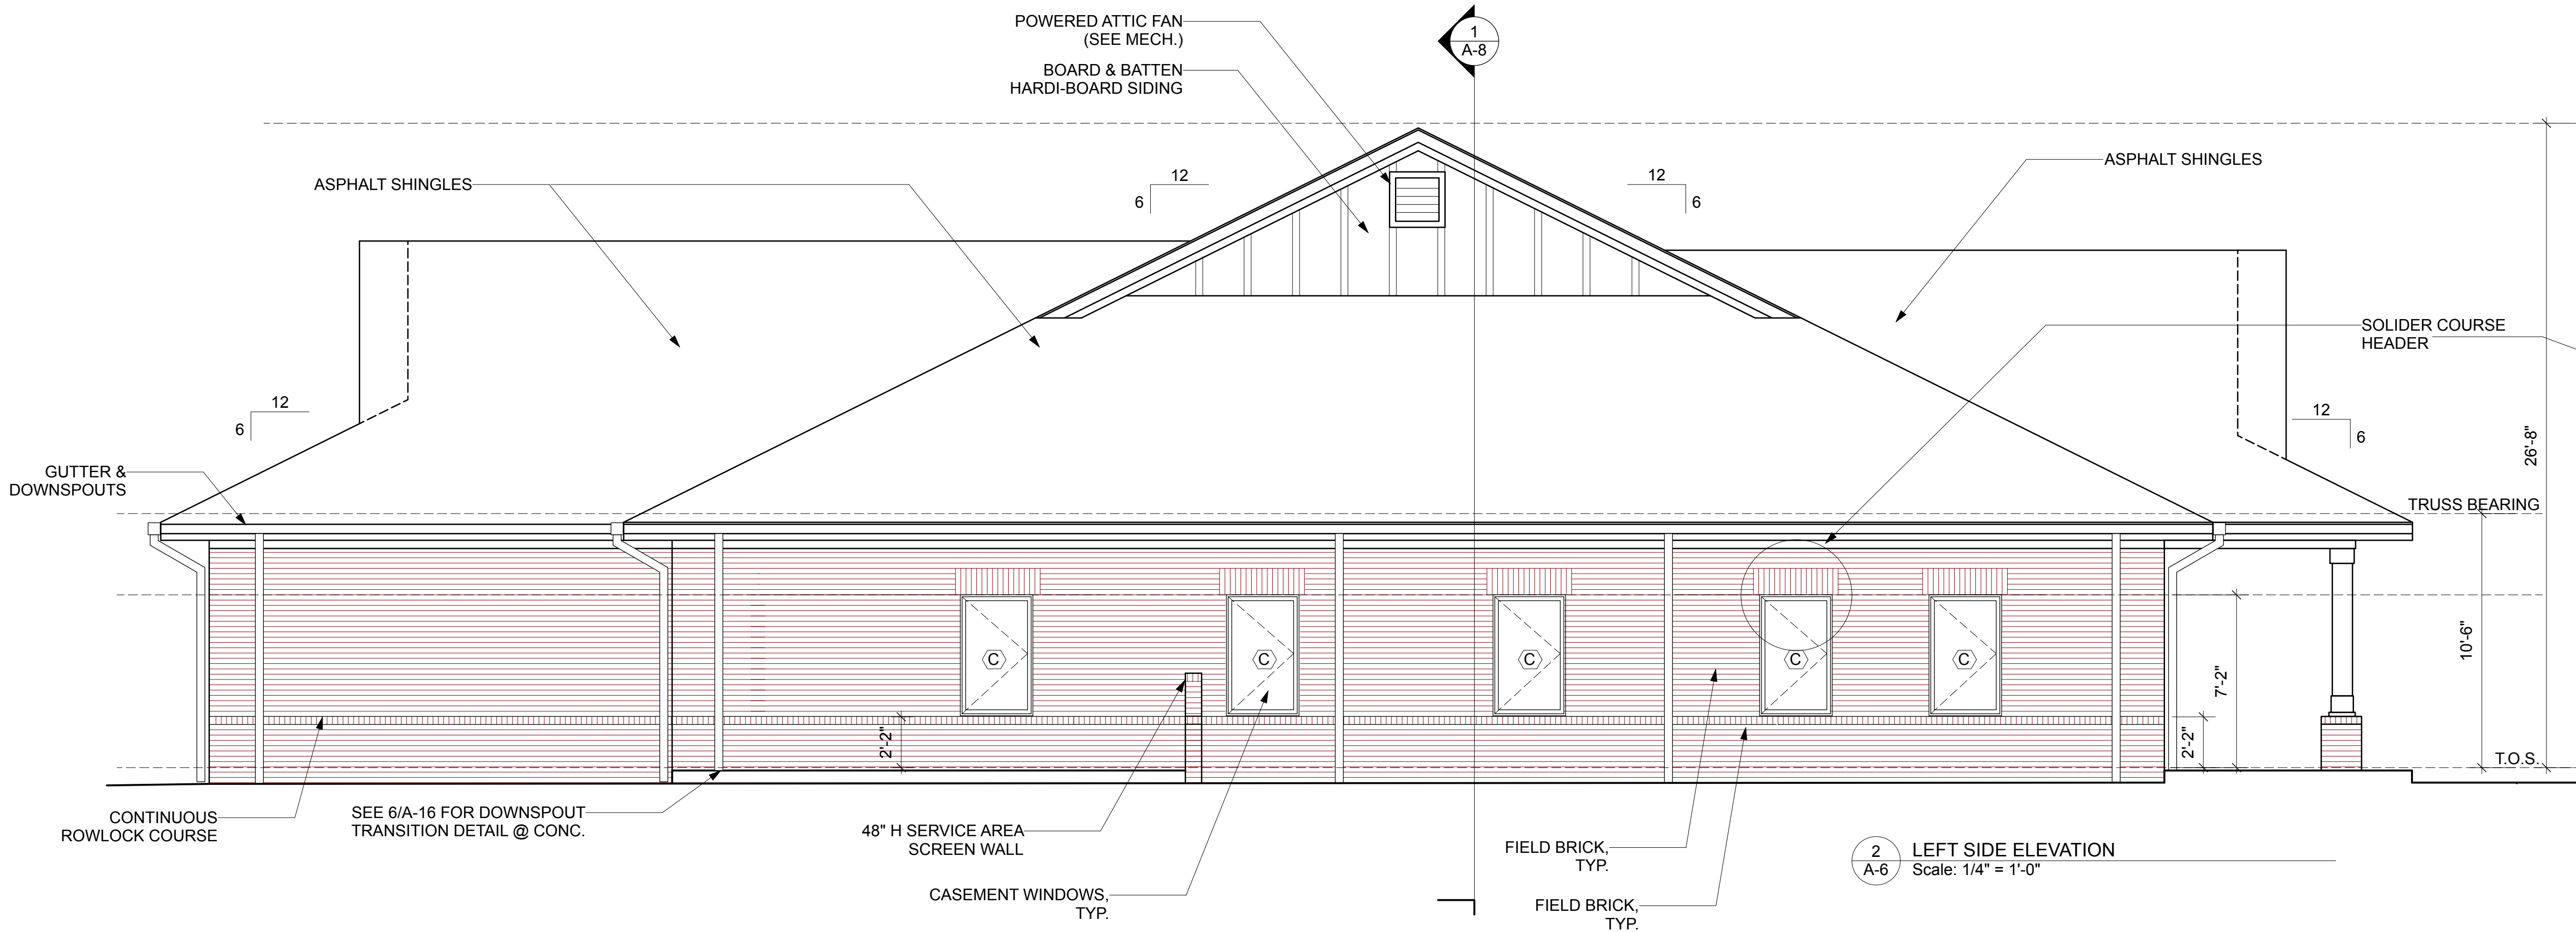 POWERED ATTIC FAN
(SEE MECH.)
1
A-8
BOARD & BATTEN
HARDI-BOARD SIDING
ASPHALT SHINGLES
12
6
12
6
ASPHALT SHINGLES
SOLIDER COURSE
HEADER
12
6
12
6
26'-8"
GUTTER &
DOWNSPOUTS
TRUSS BEARING
10'-6"
C
C
C
C
C
7'-2"
2'-2"
2'-2"
T.O.S.
CONTINUOUS
ROWLOCK COURSE
SEE 6/A-16 FOR DOWNSPOUT
TRANSITION DETAIL @ CONC.
48" H SERVICE AREA
SCREEN WALL
CASEMENT WINDOWS,
TYP.
FIELD BRICK,
TYP.
FIELD BRICK,
TYP.
2
A-6
LEFT SIDE ELEVATION
Scale: 1/4" = 1'-0"